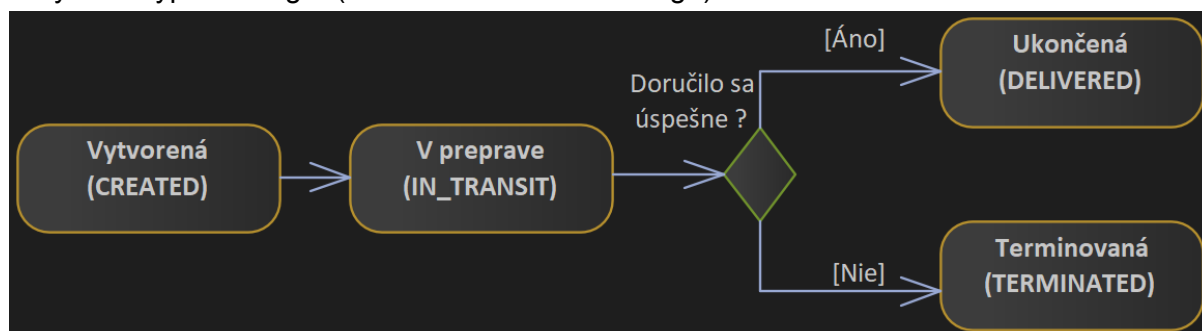 Vytvorená
(CREATED)
V preprave
(IN_TRANSIT)
Doručilo sa
úspešne ?
[Áno]
Ukončená
(DELIVERED)
[Nie]
Terminovaná
(TERMINATED)